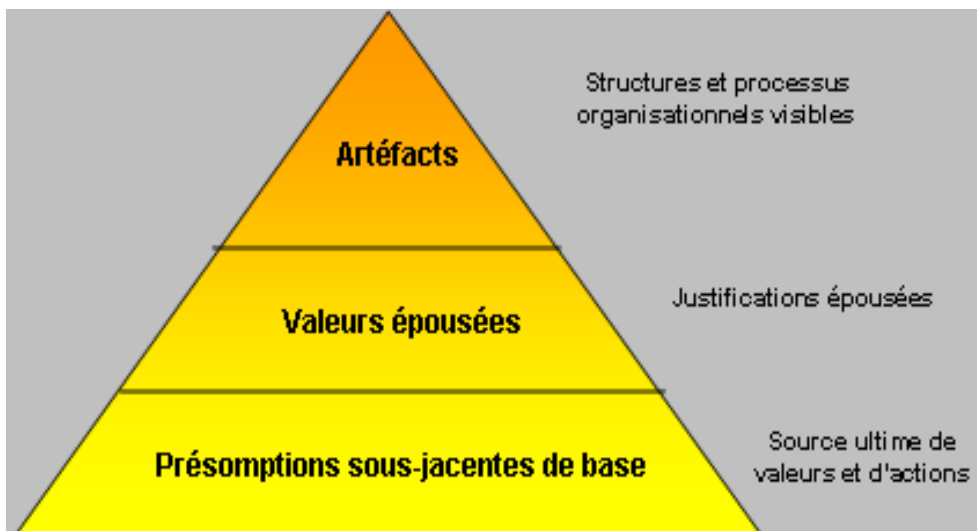 Structures et processus
organisationnels visibles
Artéfacts
Justifications épousées
Valeurs épousées
Source ultime de
Présomptions sous-jacentes de base
valeurs et d'actions